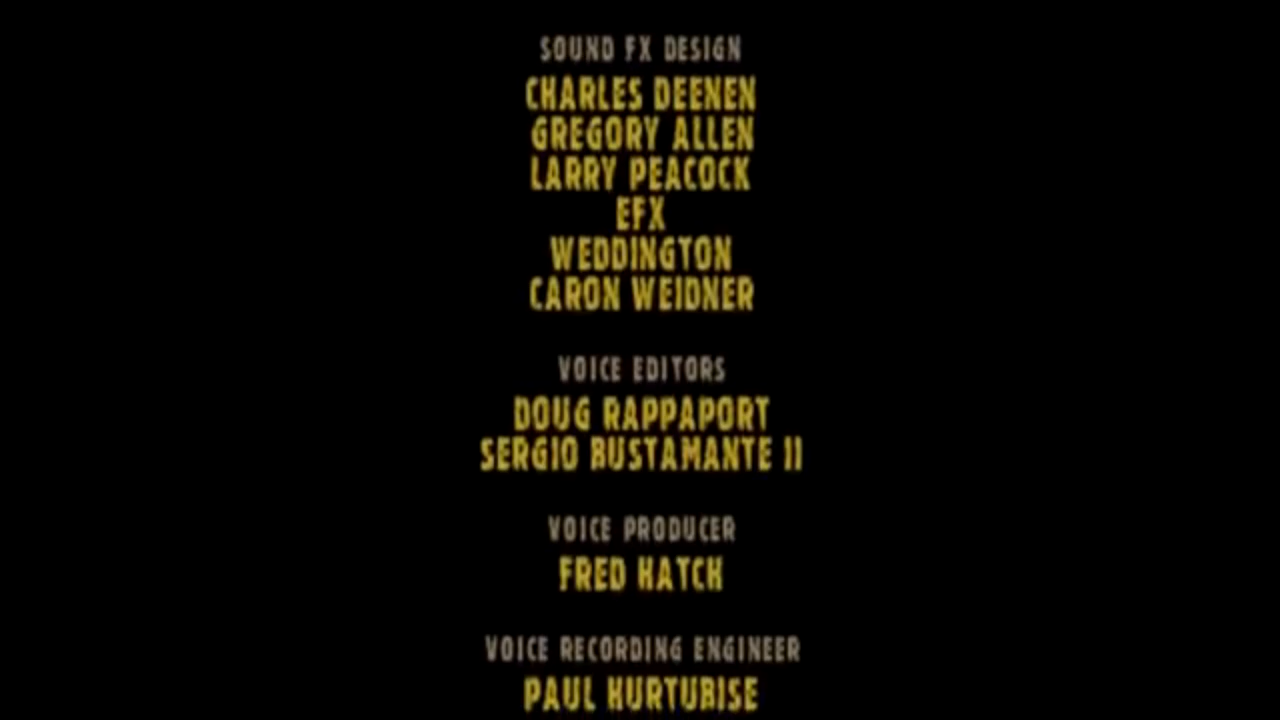 SOUND FX DESIGN
CHARLES DEENEN
GREGORY ALLEN
LARRY PEACOCK
EFX
WEDDINGTON
CARON WEIDNER
VOICE EDITORS
DOUG RAPPAPORT
SERGIO BUSTAMANTE II
VOICE PRODUCER
FRED HATCH
VOICE RECORDING ENGINEER
PAUL HURTUBISE